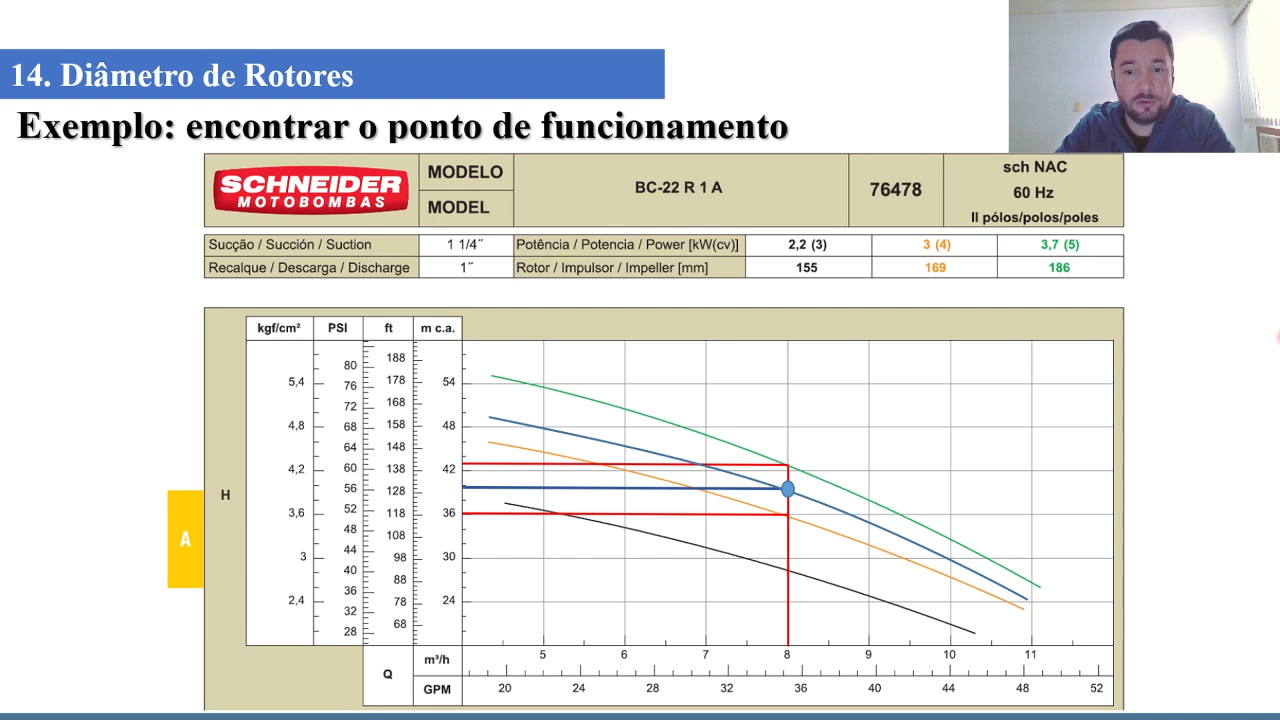 14. Diâmetro de Rotores
Exemplo: encontrar o ponto de funcionamento
SCHNEIDER
MOTOBOMBAS
MODELO
MODEL
BC-22 R 1 A
76478
sch NAC
60 Hz
II pólos/polos/poles
Sucção / Succión / Suction 1 1/4˝ Potência / Potencia / Power [kW(cv)] 2,2 (3) 3 (4) 3,7 (5)
Recalque / Descarga / Discharge 1˝ Rotor / Impulsor / Impeller [mm] 155 169 186
kgf/cm² PSI ft m c.a.
5,4
4,8
4,2
3,6
3
2,4
80
76
72
68
64
60
56
52
48
44
40
36
32
28
188
178
168
158
148
138
128
118
108
98
88
78
68
54
48
42
36
30
24
H
A
Q
m³/h 5 6 7 8 9 10 11
GPM 20 24 28 32 36 40 44 48 52